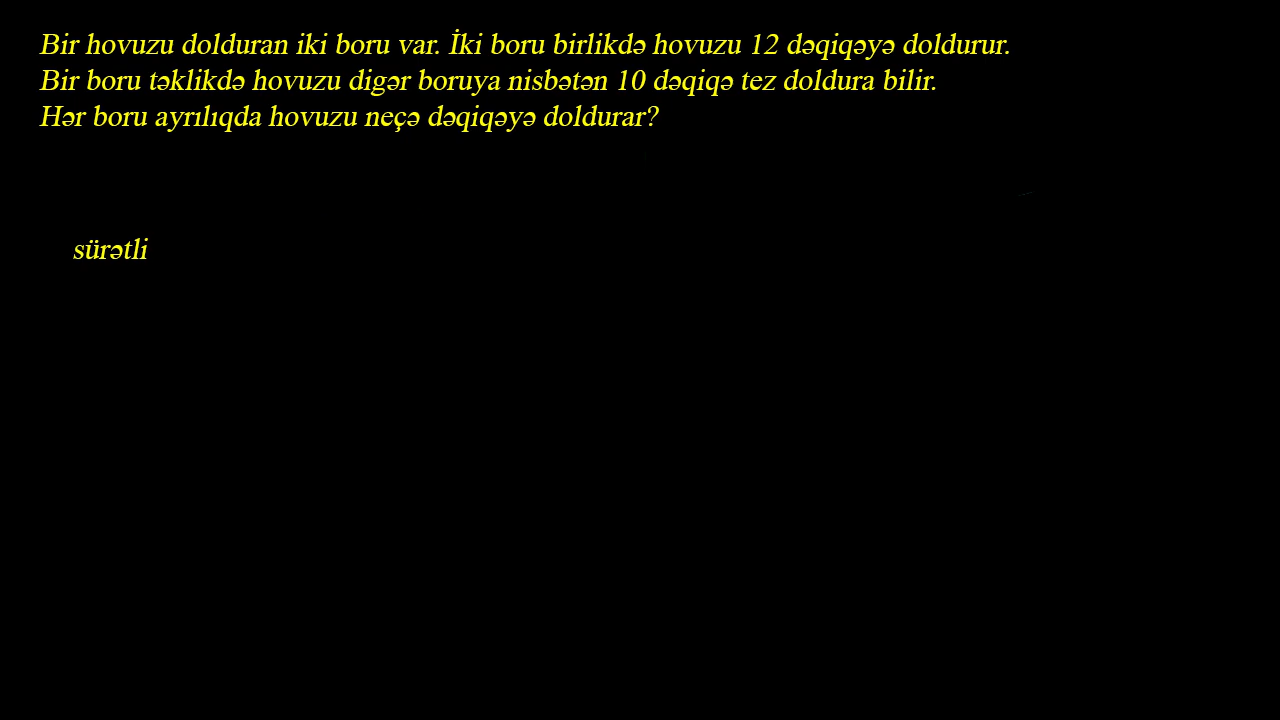 Bir hovuzu dolduran iki boru var. İki boru birlikdə hovuzu 12 dəqiqəyə doldurur.
Bir boru təklikdə hovuzu digər boruya nisbətən 10 dəqiqə tez doldura bilir.
Hər boru ayrılıqda hovuzu neçə dəqiqəyə doldurar?
sürətli